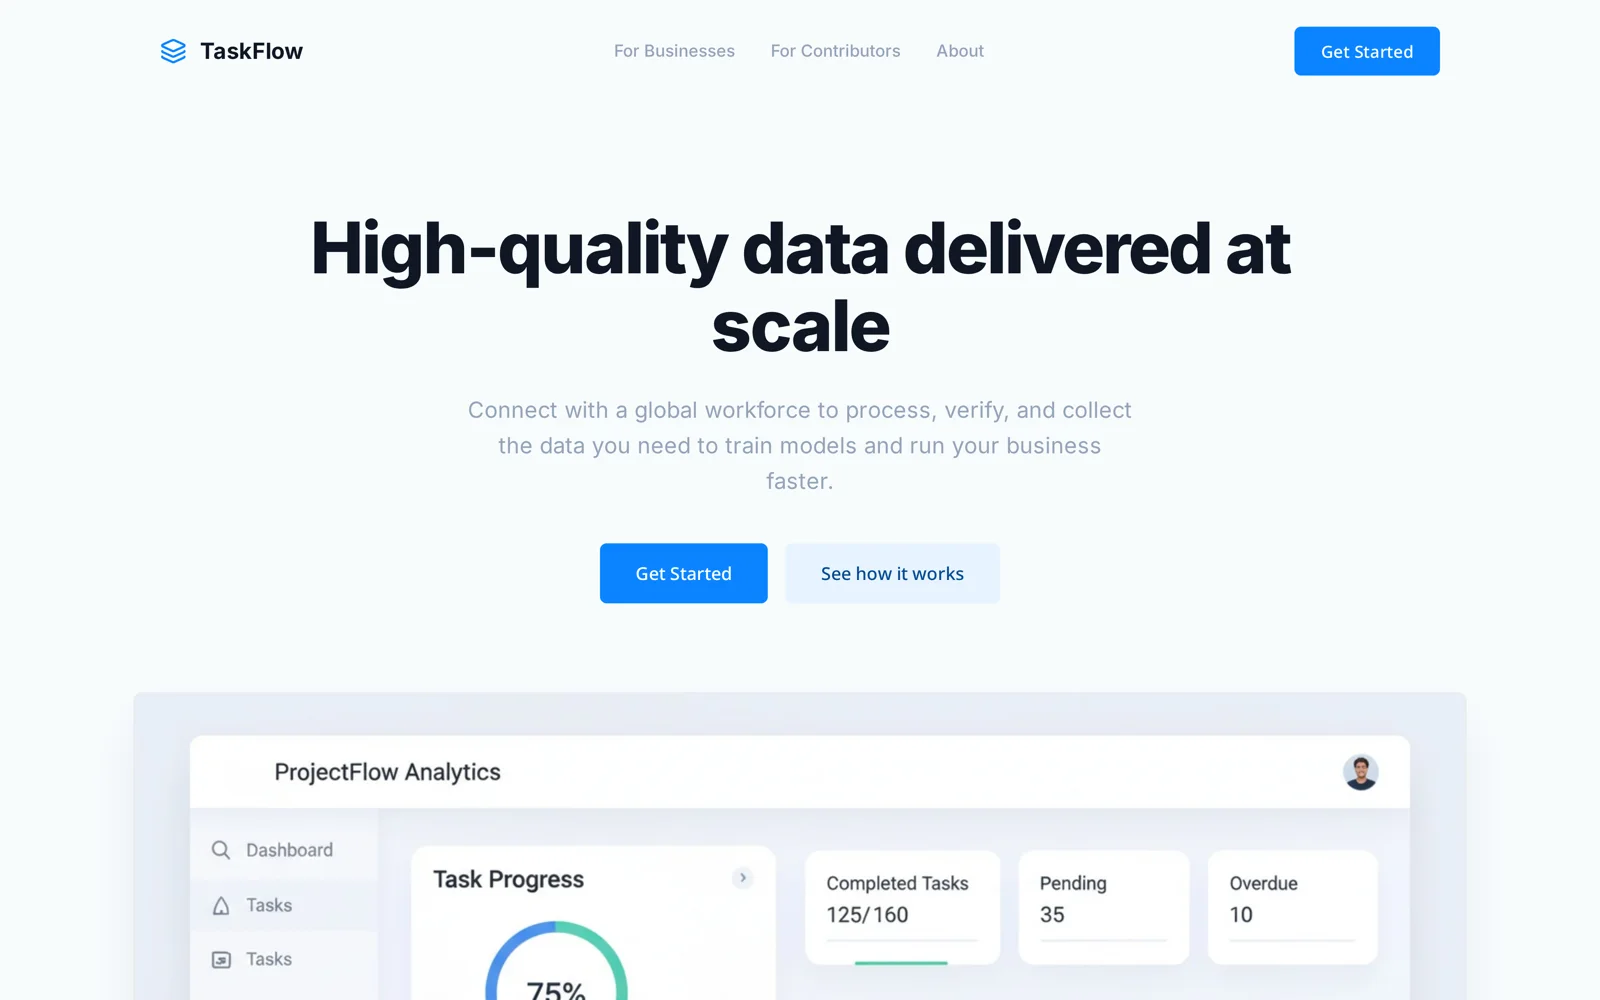 TaskFlow
For Businesses
For Contributors
About
Get Started
High-quality data delivered at
scale
Connect with a global workforce to process, verify, and collect
the data you need to train models and run your business
faster.
Get Started
See how it works
ProjectFlow Analytics
Dashboard
Tasks
Tasks
Task Progress
75%
Completed Tasks
125/160
Pending
35
Overdue
10